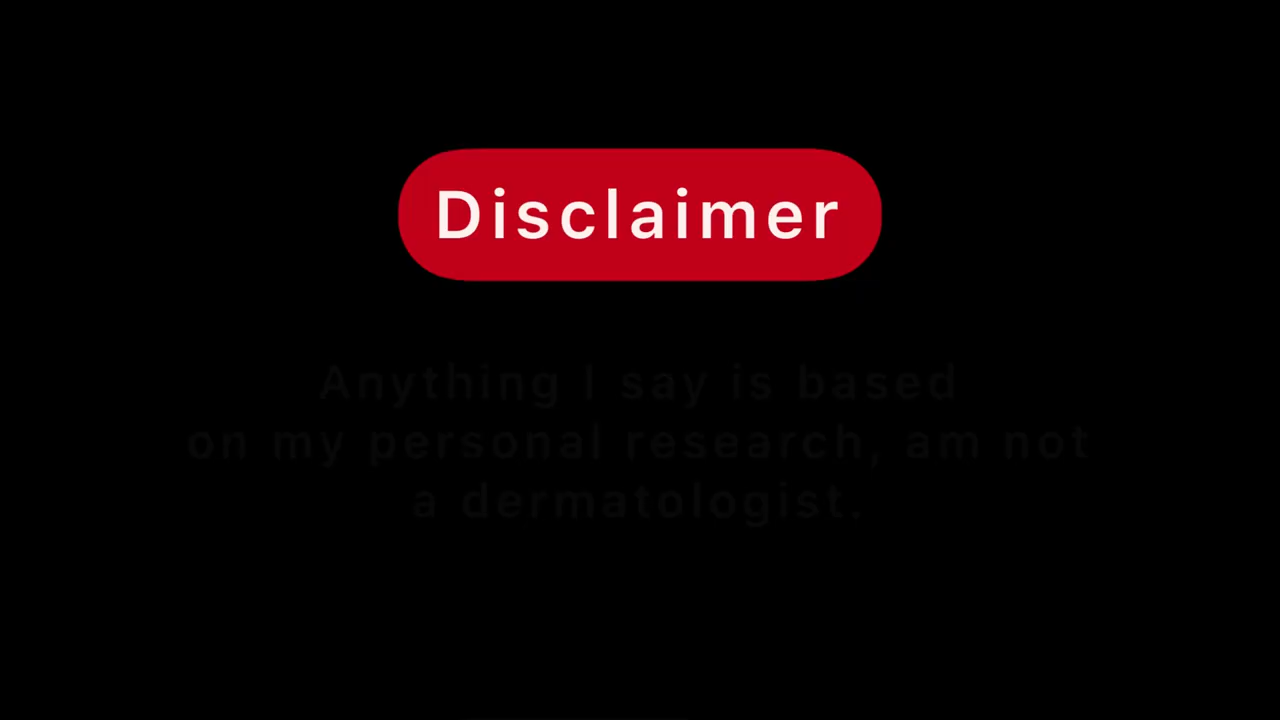 Disclaimer
Anything I say is based
on my personal research, am not
a dermatologist.